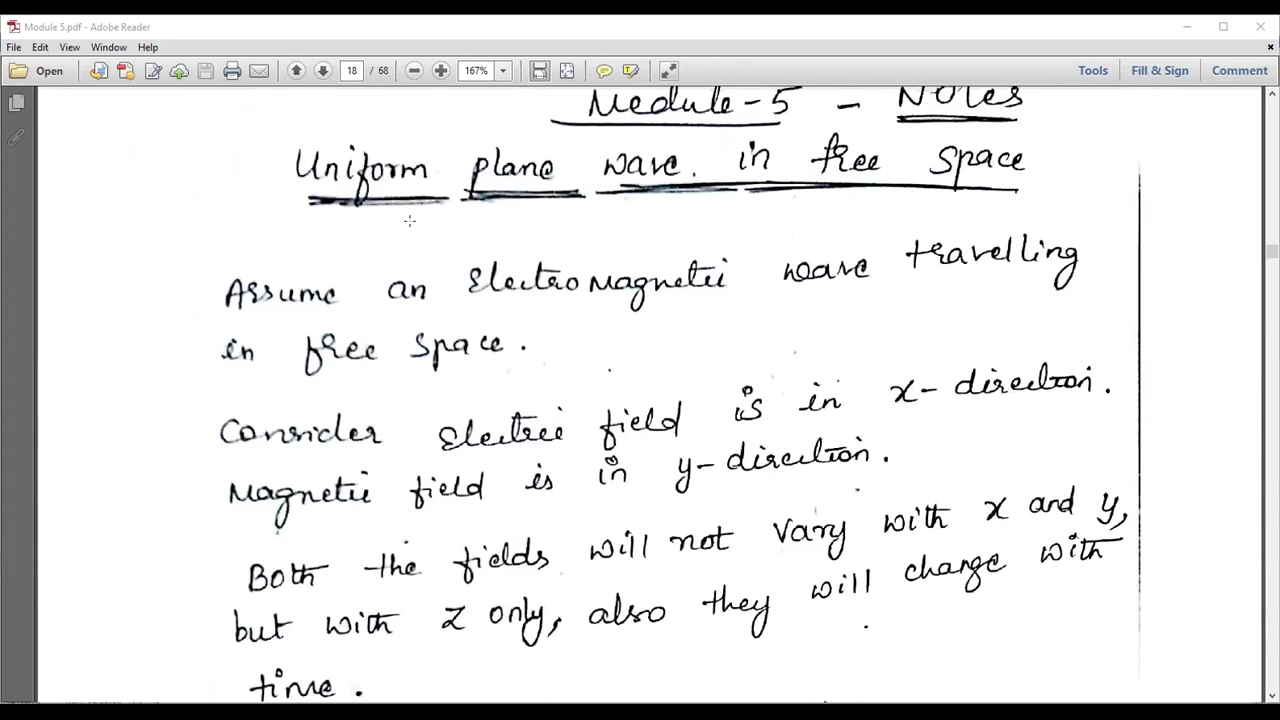 Module 5.pdf - Adobe Reader
File Edit View Window Help
Open 18 / 68 167% Tools Fill & Sign Comment
Module-5 - Notes
Uniform plane wave. in free space
Assume an ElectroMagnetic wave travelling
in free space.
Consider Electric field is in x-direction.
Magnetic field is in y-direction.
Both the fields will not vary with x and y,
but with z only, also they will change with
time.